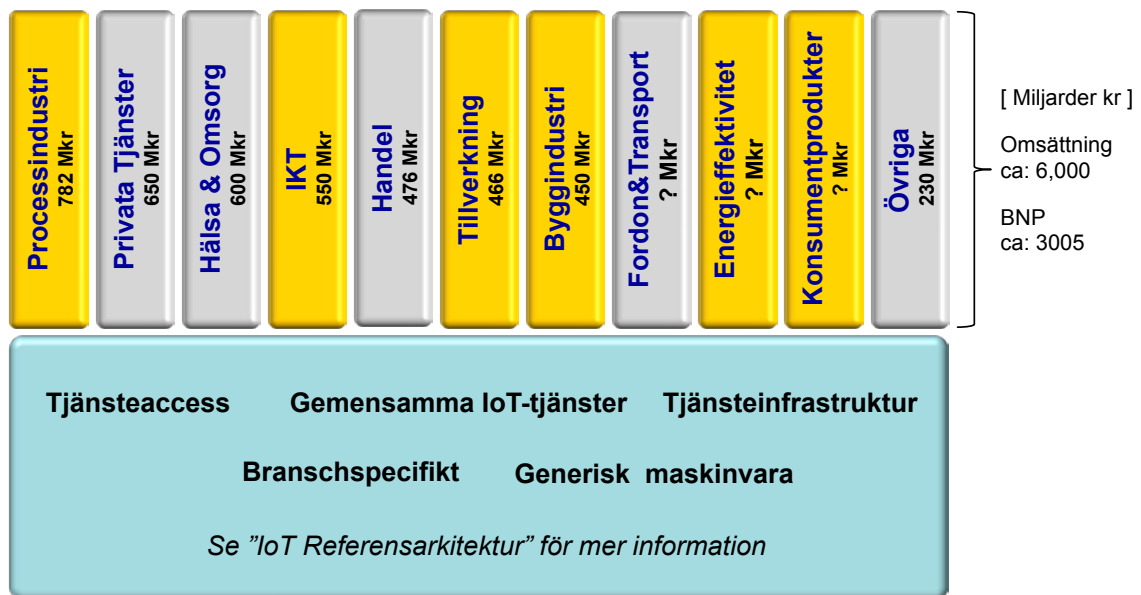 Processindustri
782 Mkr
Privata Tjänster
650 Mkr
Hälsa & Omsorg
600 Mkr
IKT
550 Mkr
Handel
476 Mkr
Tillverkning
466 Mkr
Byggindustri
450 Mkr
Fordon&Transport
? Mkr
Energieffektivitet
? Mkr
Konsumentprodukter
? Mkr
Övriga
230 Mkr
[ Miljarder kr ]
Omsättning
ca: 6,000
BNP
ca: 3005
Tjänsteaccess Gemensamma IoT-tjänster Tjänsteinfrastruktur
Branschspecifikt Generisk maskinvara
Se ”IoT Referensarkitektur” för mer information